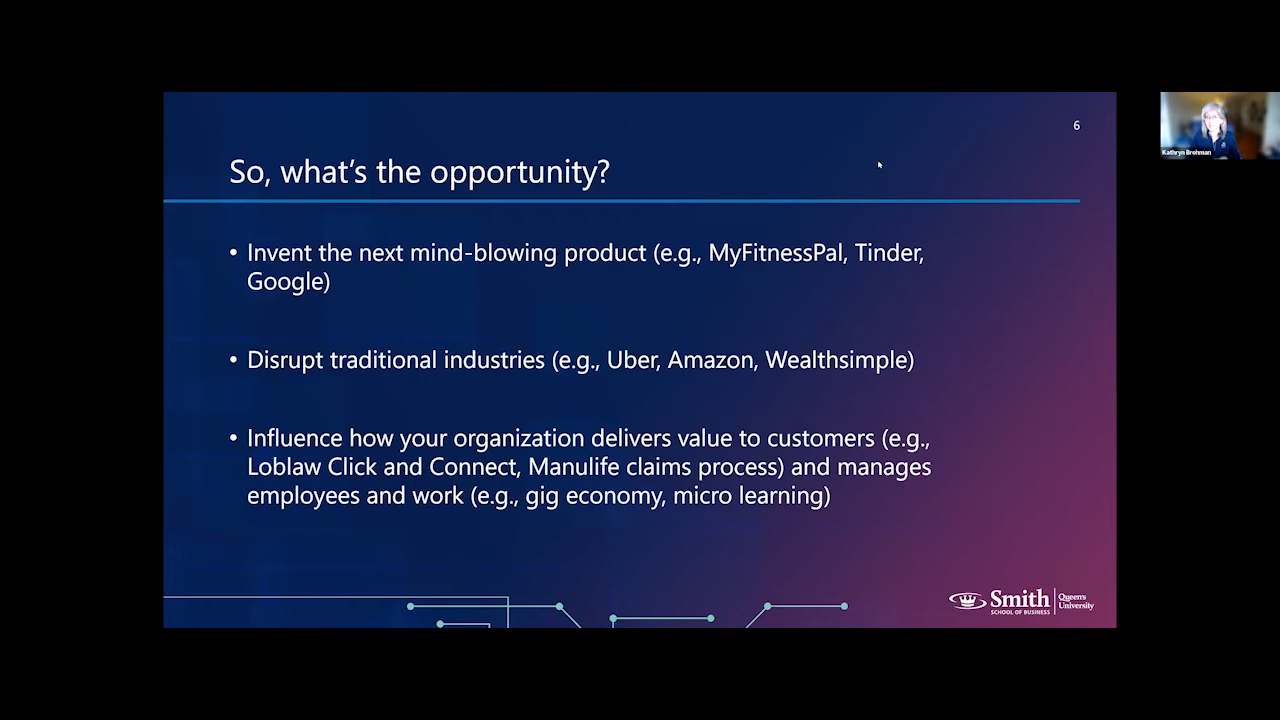 6
Kathryn Brohman
So, what's the opportunity?
• Invent the next mind-blowing product (e.g., MyFitnessPal, Tinder,
Google)
• Disrupt traditional industries (e.g., Uber, Amazon, Wealthsimple)
• Influence how your organization delivers value to customers (e.g.,
Loblaw Click and Connect, Manulife claims process) and manages
employees and work (e.g., gig economy, micro learning)
Smith
SCHOOL OF BUSINESS
Queen's
University